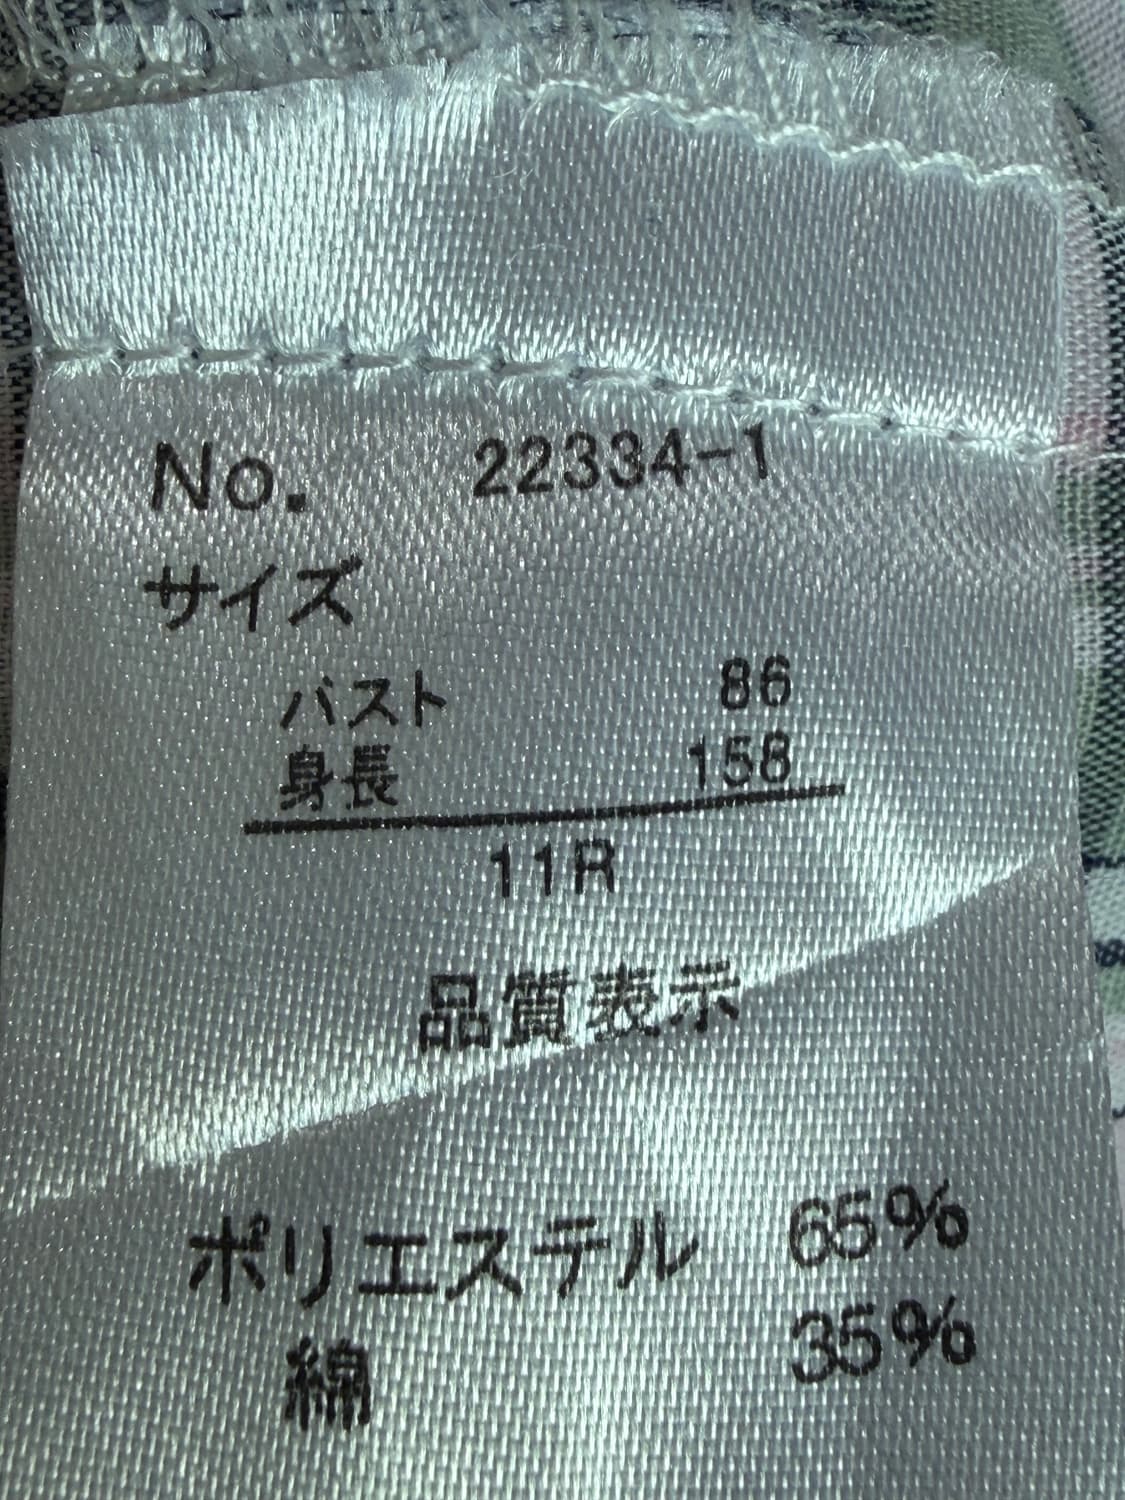 No. 22334-1
サイズ
バスト 86
身長 158
11R
品質表示
ポリエステル 65%
綿 35%